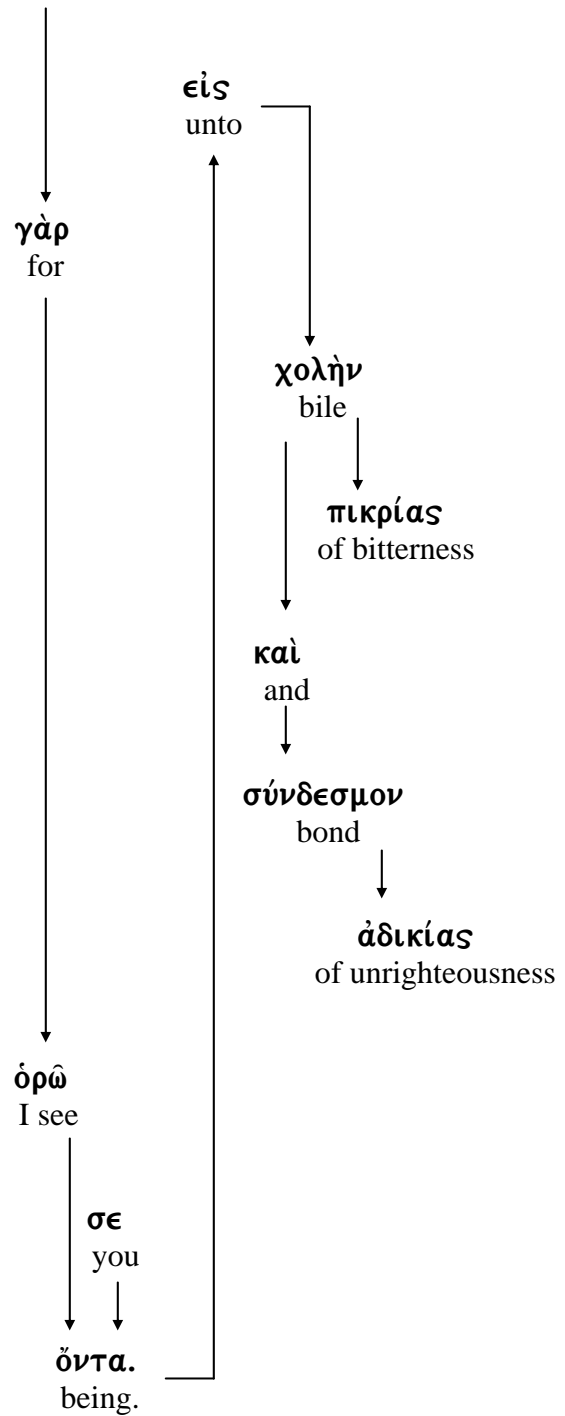 εἰς
unto
γὰρ
for
χολὴν
bile
πικρίας
of bitterness
καὶ
and
σύνδεσμον
bond
ἀδικίας
of unrighteousness
ὁρῶ
I see
σε
you
ὄντα.
being.